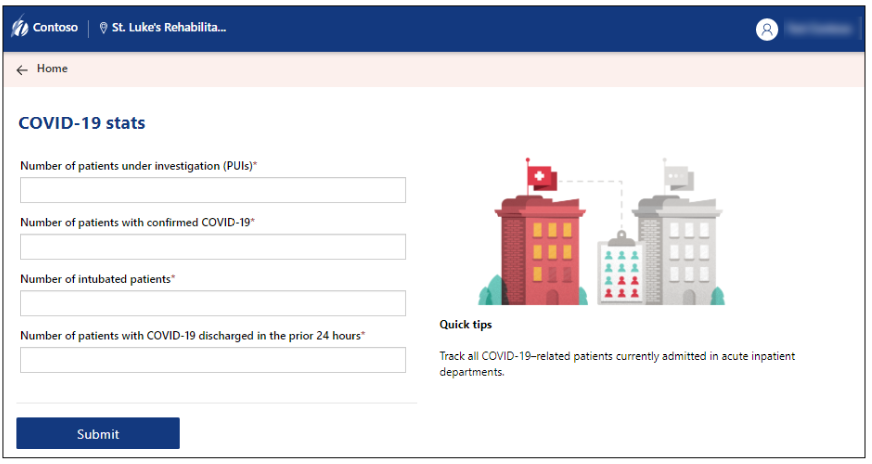 Contoso
St. Luke's Rehabilita...
← Home
COVID-19 stats
Number of patients under investigation (PUIs)*
Number of patients with confirmed COVID-19*
Number of intubated patients*
Number of patients with COVID-19 discharged in the prior 24 hours*
Submit
Quick tips
Track all COVID-19–related patients currently admitted in acute inpatient
departments.